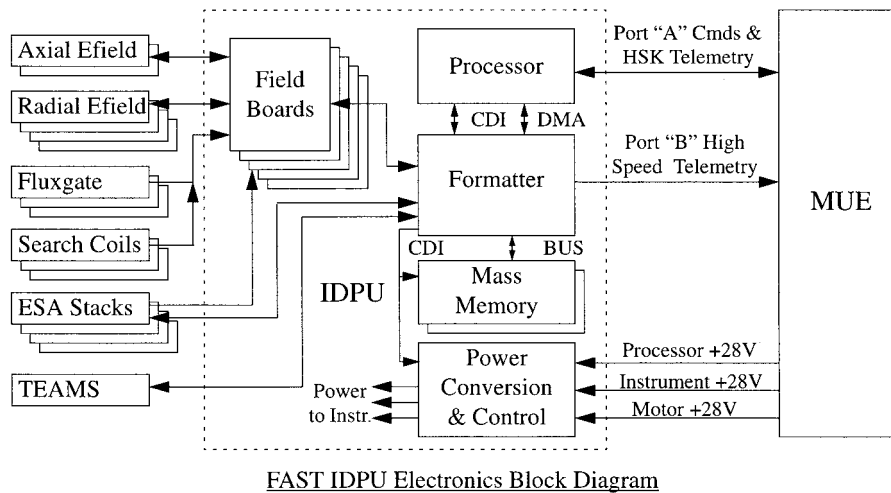 Axial Efield
Radial Efield
Fluxgate
Search Coils
ESA Stacks
TEAMS
Field
Boards
IDPU
Processor
CDI
DMA
Formatter
CDI
BUS
Mass
Memory
Power
Conversion
& Control
Power
to Instr.
Port “A” Cmds &
HSK Telemetry
Port “B” High
Speed Telemetry
MUE
Processor +28V
Instrument +28V
Motor +28V
FAST IDPU Electronics Block Diagram